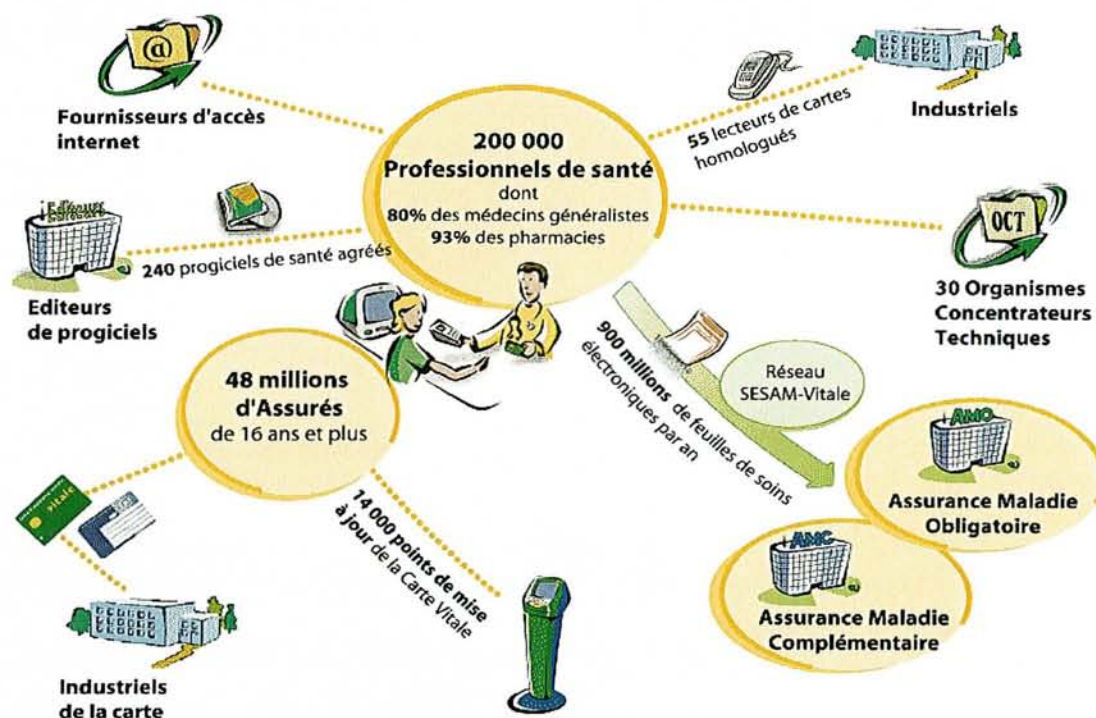 @
Fournisseurs d'accès
internet
200 000
Professionnels de santé
dont
80% des médecins généralistes
93% des pharmacies
55 lecteurs de cartes
homologués
Industriels
Editeurs
240 progiciels de santé agréés
Editeurs
de progiciels
OCT
30 Organismes
Concentrateurs
Techniques
48 millions
d'Assurés
de 16 ans et plus
900 millions de feuilles de soins
électroniques par an
Réseau
SESAM-Vitale
AMO
Assurance Maladie
Obligatoire
AMC
Assurance Maladie
Complémentaire
vitale
14 000 points de mise
à jour de la Carte Vitale
Industriels
de la carte